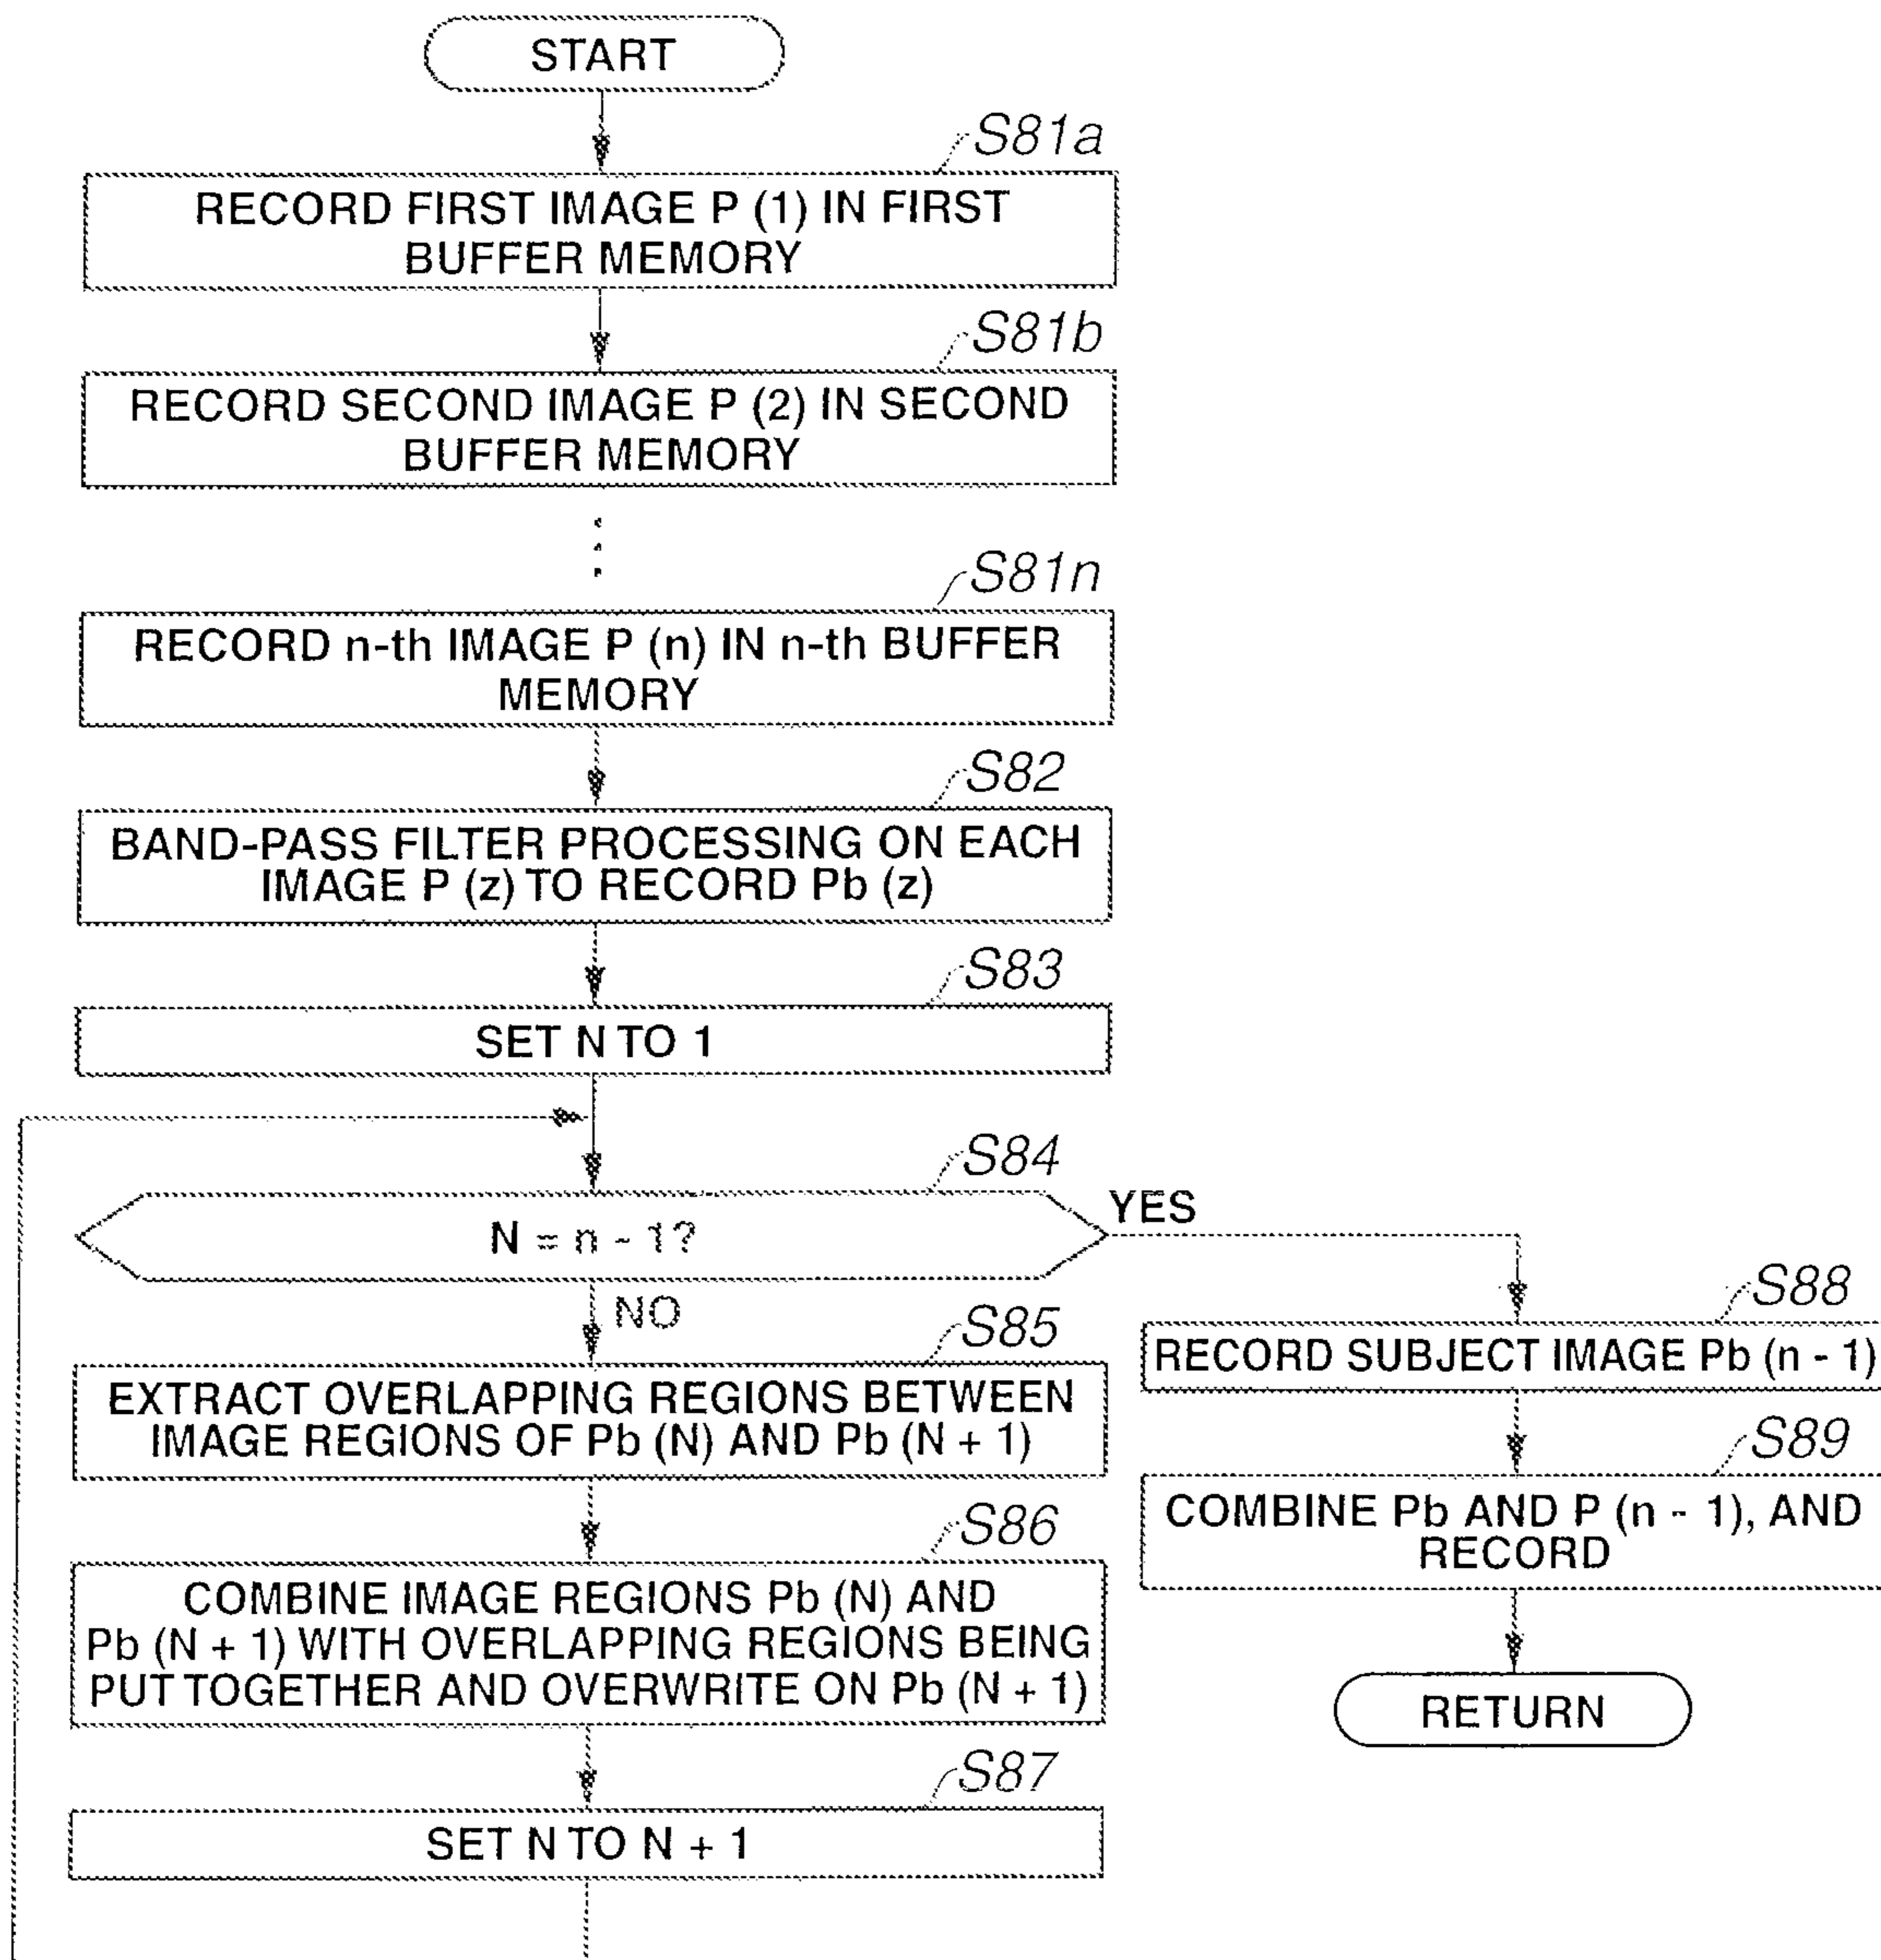 START
S81a
RECORD FIRST IMAGE P (1) IN FIRST
BUFFER MEMORY
S81b
RECORD SECOND IMAGE P (2) IN SECOND
BUFFER MEMORY
S81n
RECORD n-th IMAGE P (n) IN n-th BUFFER
MEMORY
S82
BAND-PASS FILTER PROCESSING ON EACH
IMAGE P (z) TO RECORD Pb (z)
S83
SET N TO 1
S84
N = n - 1?
YES
NO
S85
EXTRACT OVERLAPPING REGIONS BETWEEN
IMAGE REGIONS OF Pb (N) AND Pb (N + 1)
S86
COMBINE IMAGE REGIONS Pb (N) AND
Pb (N + 1) WITH OVERLAPPING REGIONS BEING
PUT TOGETHER AND OVERWRITE ON Pb (N + 1)
S87
SET N TO N + 1
S88
RECORD SUBJECT IMAGE Pb (n - 1)
S89
COMBINE Pb AND P (n - 1), AND
RECORD
RETURN